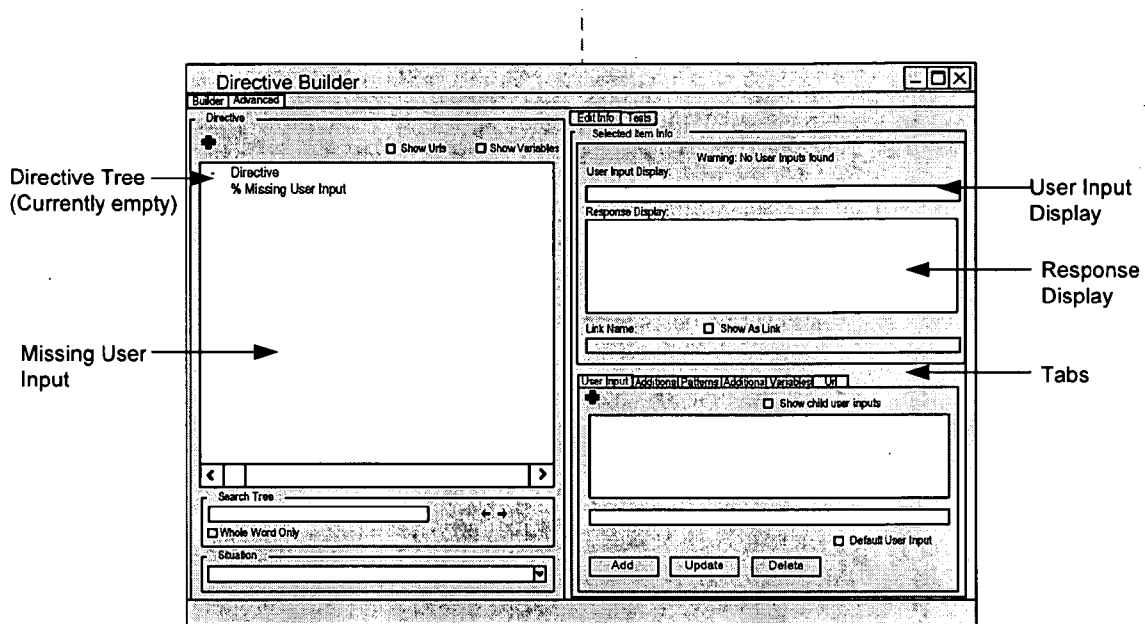 Directive Builder
Builder Advanced
Directive
Show Urls Show Variables
Directive
% Missing User Input
Search Tree
Whole Word Only
Situation
Edit Info Tests
Selected Item Info
Warning: No User Inputs found
User Input Display:
Response Display:
Link Name: Show As Link
User Input Additional Patterns Additional Variables Url
Show child user inputs
Default User Input
Add Update Delete
Directive Tree
(Currently empty)
Missing User
Input
User Input
Display
Response
Display
Tabs